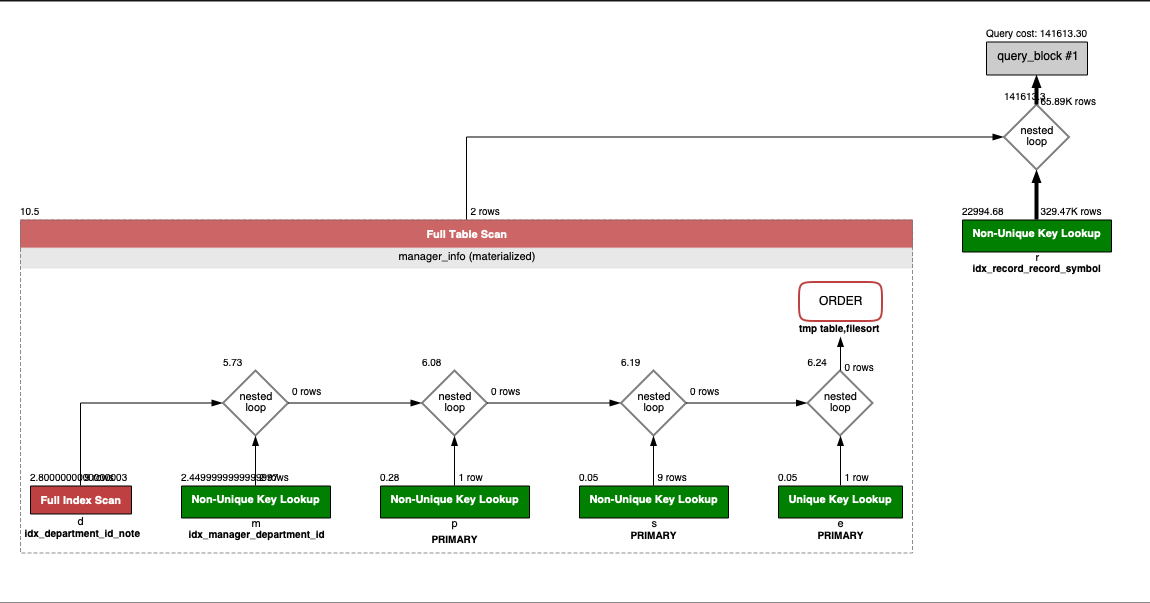 Query cost: 141613.30
query_block #1
141613.3
65.89K rows
nested
loop
10.5
2 rows
22994.68
329.47K rows
Full Table Scan
Non-Unique Key Lookup
manager_info (materialized)
r
idx_record_record_symbol
ORDER
tmp table,filesort
5.73
6.08
6.19
6.24
0 rows
nested
loop
0 rows
nested
loop
0 rows
nested
loop
0 rows
nested
loop
2.8000000000000003
2.4499999999999997
0.28
1 row
0.05
9 rows
0.05
1 row
Full Index Scan
Non-Unique Key Lookup
Non-Unique Key Lookup
Non-Unique Key Lookup
Unique Key Lookup
d
m
p
s
e
idx_department_id_note
idx_manager_department_id
PRIMARY
PRIMARY
PRIMARY